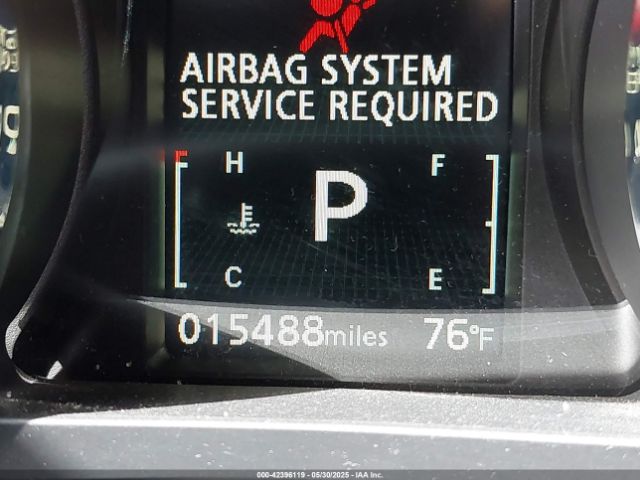 AIRBAG SYSTEM
SERVICE REQUIRED
H F
P
C E
015488miles 76°F
000-42396119 - 05/30/2025 - IAA Inc.